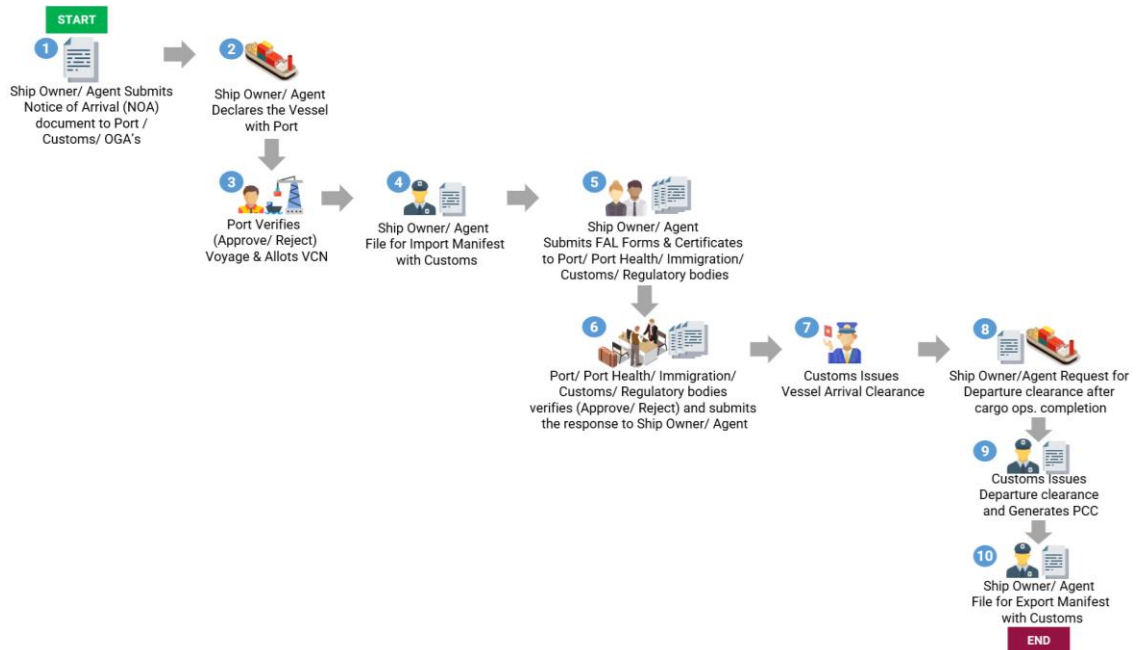 START
1
Ship Owner/ Agent Submits
Notice of Arrival (NOA)
document to Port /
Customs/ OGA's
2
Ship Owner/ Agent
Declares the Vessel
with Port
3
Port Verifies
(Approve/ Reject)
Voyage & Allots VCN
4
Ship Owner/ Agent
File for Import Manifest
with Customs
5
Ship Owner/ Agent
Submits FAL Forms & Certificates
to Port/ Port Health/ Immigration/
Customs/ Regulatory bodies
6
Port/ Port Health/ Immigration/
Customs/ Regulatory bodies
verifies (Approve/ Reject) and submits
the response to Ship Owner/ Agent
7
Customs Issues
Vessel Arrival Clearance
8
Ship Owner/Agent Request for
Departure clearance after
cargo ops. completion
9
Customs Issues
Departure clearance
and Generates PCC
10
Ship Owner/ Agent
File for Export Manifest
with Customs
END